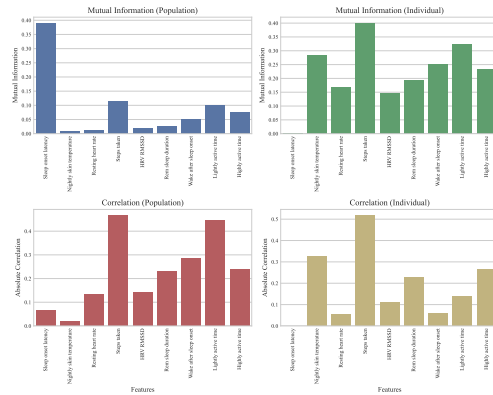 Mutual Information (Population)
Mutual Information
0.40
0.35
0.30
0.25
0.20
0.15
0.10
0.05
0.00
Sleep onset latency
Nightly skin temperature
Resting heart rate
Steps taken
HRV RMSSD
Rem sleep duration
Wake after sleep onset
Lightly active time
Highly active time
Mutual Information (Individual)
Mutual Information
0.40
0.35
0.30
0.25
0.20
0.15
0.10
0.05
0.00
Sleep onset latency
Nightly skin temperature
Resting heart rate
Steps taken
HRV RMSSD
Rem sleep duration
Wake after sleep onset
Lightly active time
Highly active time
Correlation (Population)
Absolute Correlation
0.4
0.3
0.2
0.1
0.0
Sleep onset latency
Nightly skin temperature
Resting heart rate
Steps taken
HRV RMSSD
Rem sleep duration
Wake after sleep onset
Lightly active time
Highly active time
Features
Correlation (Individual)
Absolute Correlation
0.5
0.4
0.3
0.2
0.1
0.0
Sleep onset latency
Nightly skin temperature
Resting heart rate
Steps taken
HRV RMSSD
Rem sleep duration
Wake after sleep onset
Lightly active time
Highly active time
Features